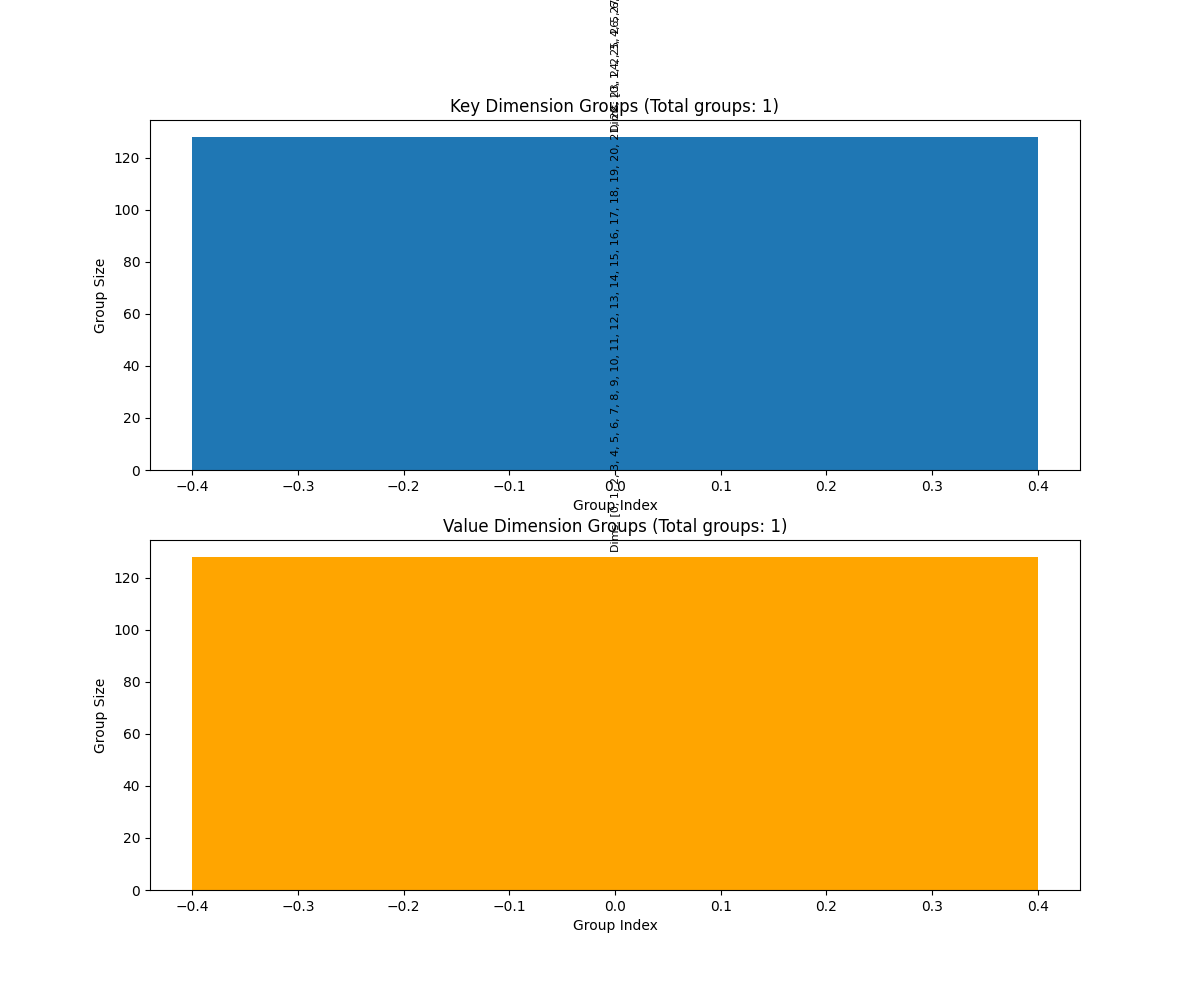 Key Dimension Groups (Total groups: 1)
120
100
80
60
40
20
0
Group Size
−0.4 −0.3 −0.2 −0.1 0.0 0.1 0.2 0.3 0.4
Group Index
Value Dimension Groups (Total groups: 1)
3, 4, 5, 6, 7, 8, 9, 10, 11, 12, 13, 14, 15, 16, 17, 18, 19, 20,
120
100
80
60
40
20
0
Group Size
−0.4 −0.3 −0.2 −0.1 0.0 0.1 0.2 0.3 0.4
Group Index